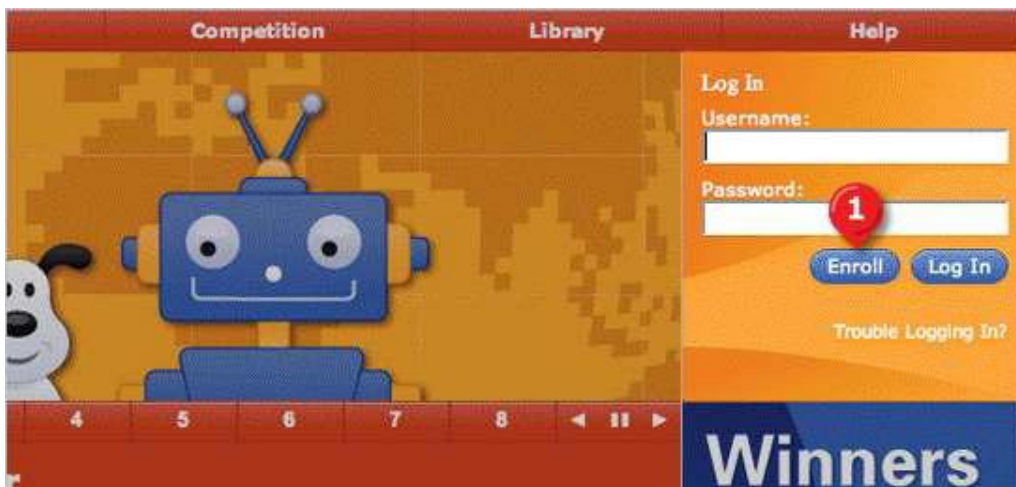 Competition Library Help
Log In
Username:
Password:
1
Enroll Log In
Trouble Logging In?
4 5 6 7 8
Winners